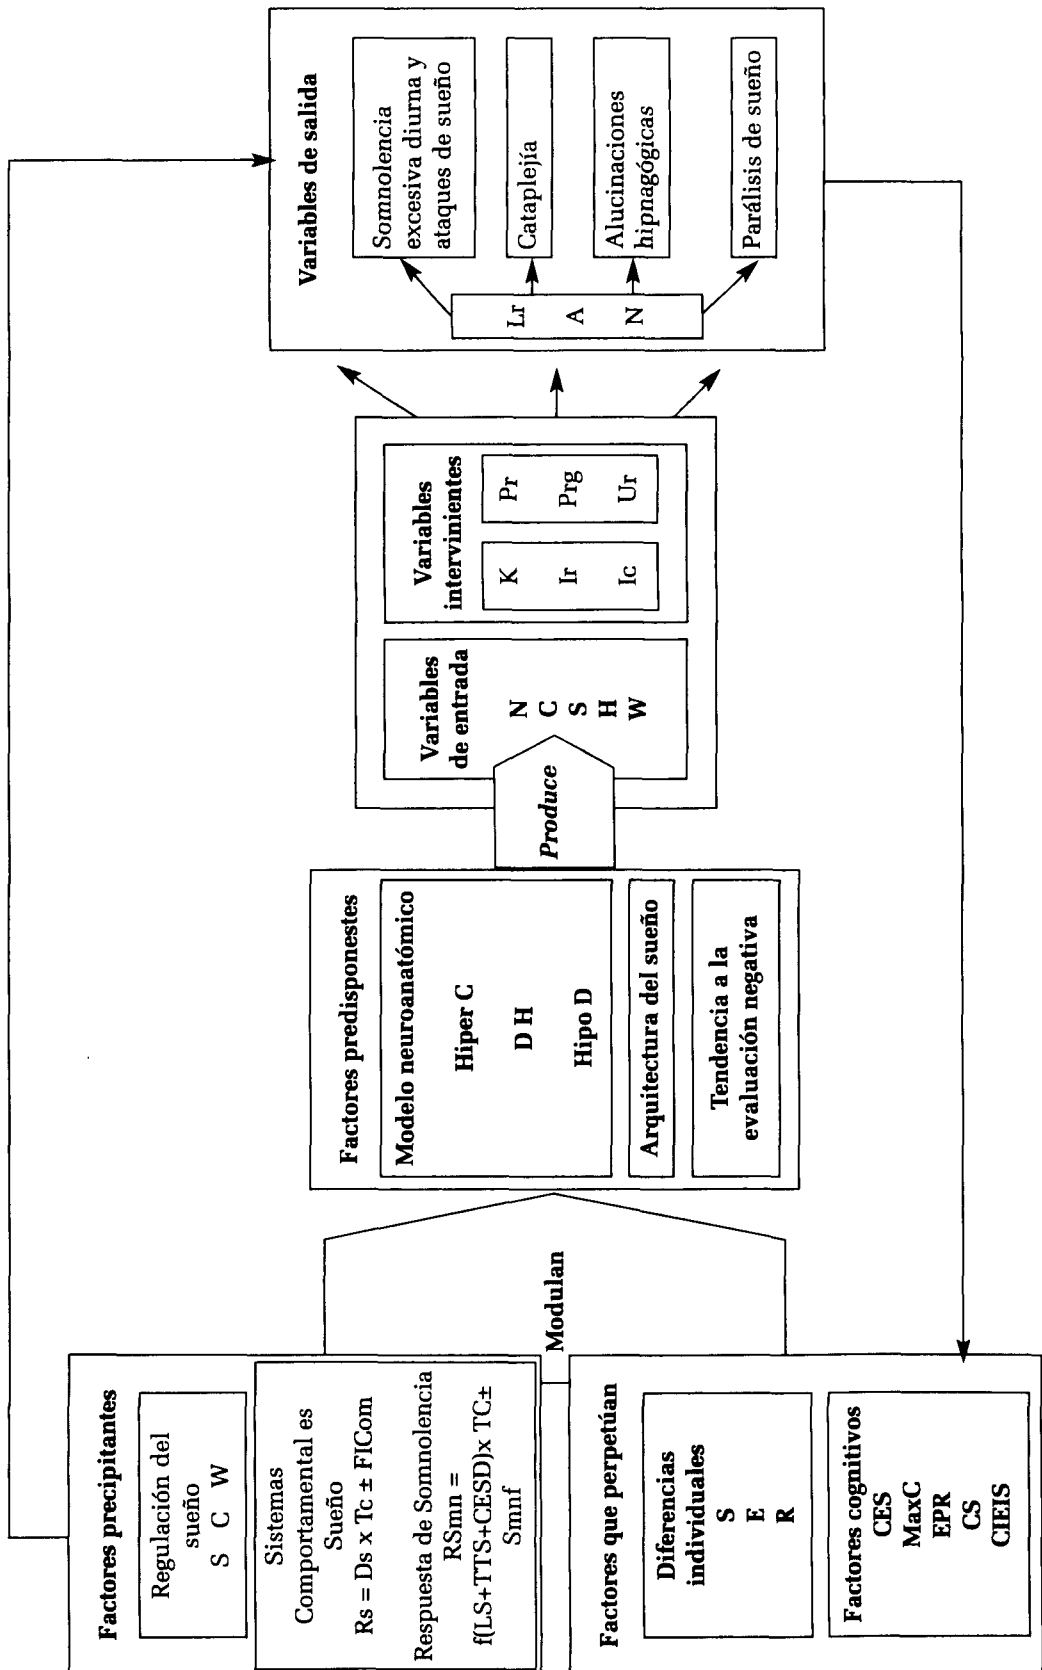 Factores precipitantes
Regulación del
sueño
S C W
Sistemas
Comportamental es
Sueño
Rs = Ds x Tc ± FICom
Respuesta de Somnolencia
RSmn =
f(LS+TTS+CESD)x TC±
Smnf
Factores que perpetúan
Diferencias
individuales
S
E
R
Factores cognitivos
CES
MaxC
EPR
CS
CIEIS
Modulan
Factores predisponestes
Modelo neuroanatómico
Hiper C
D H
Hipo D
Arquitectura del sueño
Tendencia a la
evaluación negativa
Produce
Variables
de entrada
N
C
S
H
W
Variables
intervinientes
K
Ir
Ic
Pr
Prg
Ur
Variables de salida
Lr
A
N
Somnolencia
excesiva diurna y
ataques de sueño
Cataplejía
Alucinaciones
hipnagógicas
Parálisis de sueño